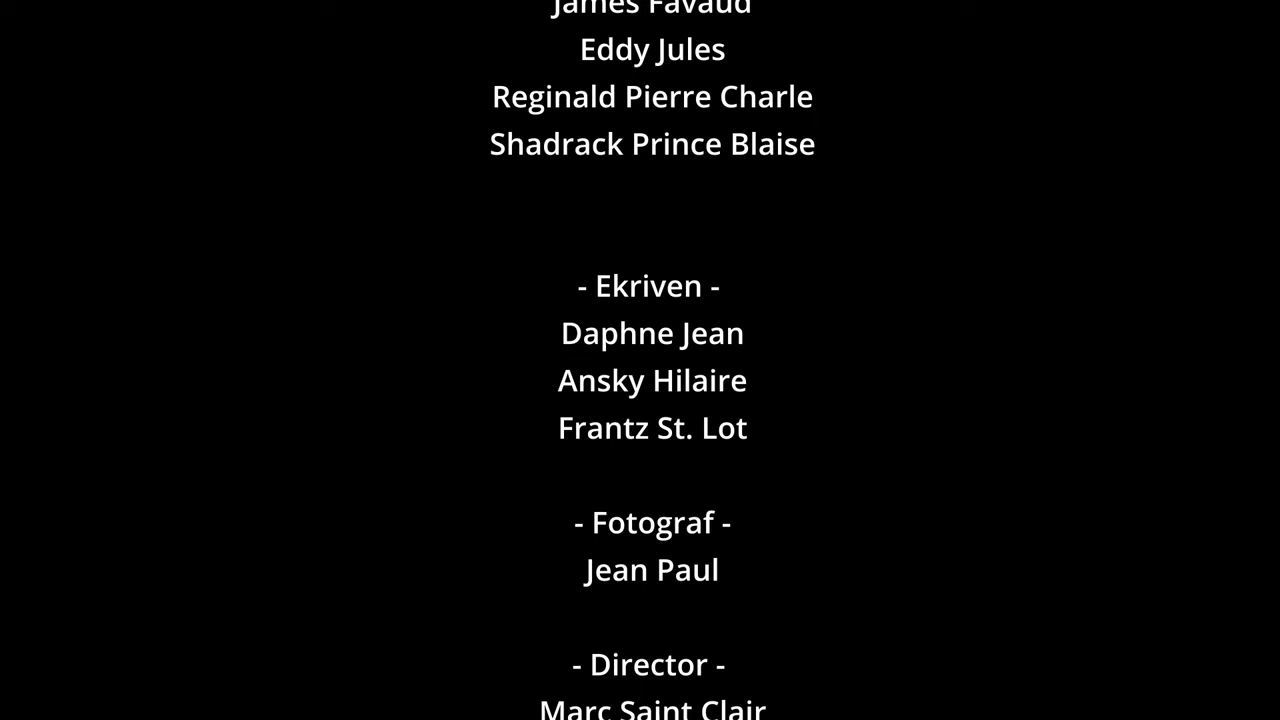 James Favaud
Eddy Jules
Reginald Pierre Charle
Shadrack Prince Blaise
- Ekriven -
Daphne Jean
Ansky Hilaire
Frantz St. Lot
- Fotograf -
Jean Paul
- Director -
Marc Saint Clair